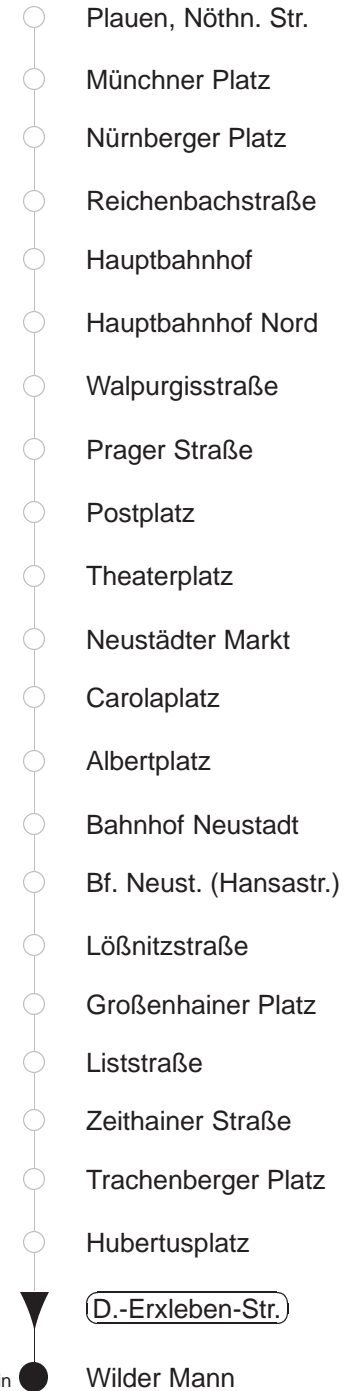 Plauen, Nöthn. Str.
Münchner Platz
Nürnberger Platz
Reichenbachstraße
Hauptbahnhof
Hauptbahnhof Nord
Walpurgisstraße
Prager Straße
Postplatz
Theaterplatz
Neustädter Markt
Carolaplatz
Albertplatz
Bahnhof Neustadt
Bf. Neust. (Hansastr.)
Lößnitzstraße
Großenhainer Platz
Liststraße
Zeithainer Straße
Trachenberger Platz
Hubertusplatz
D.-Erxleben-Str.
Wilder Mann